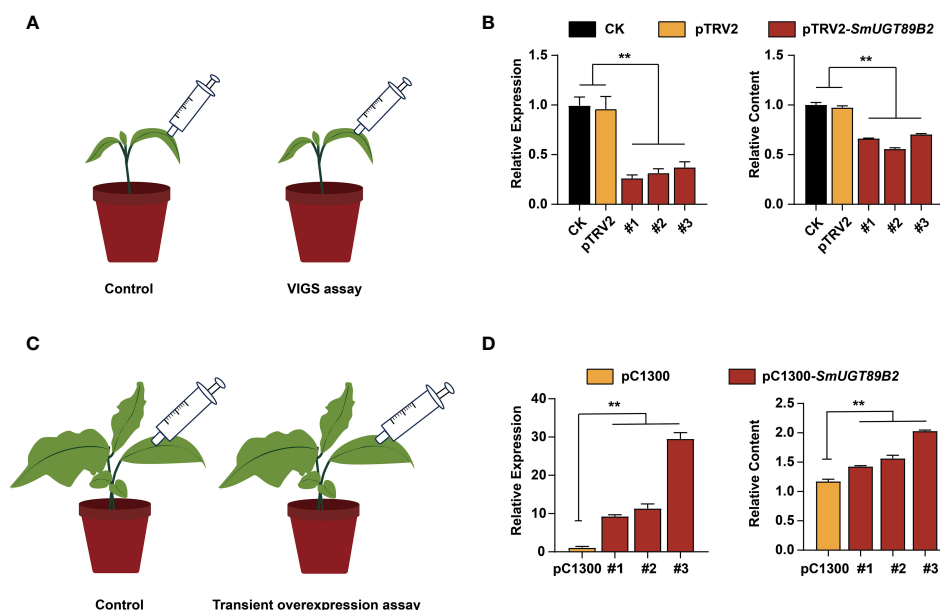 A
Control
VIGS assay
B
CK
pTRV2
pTRV2-SmUGT89B2
Relative Expression
1.5
1.0
0.5
0.0
**
CK
pTRV2
#1
#2
#3
Relative Content
1.5
1.0
0.5
0.0
**
CK
pTRV2
#1
#2
#3
C
Control
Transient overexpression assay
D
pC1300
pC1300-SmUGT89B2
Relative Expression
40
30
20
10
0
**
pC1300
#1
#2
#3
Relative Content
2.5
2.0
1.5
1.0
0.5
0.0
**
pC1300
#1
#2
#3